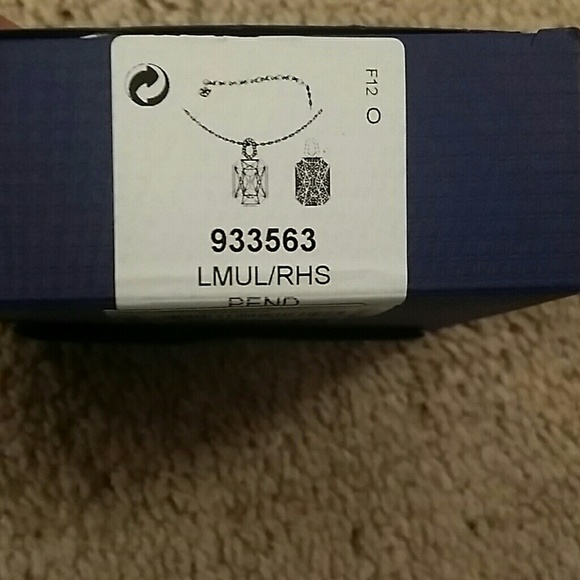 F12 O
933563
LMUL/RHS
PEND